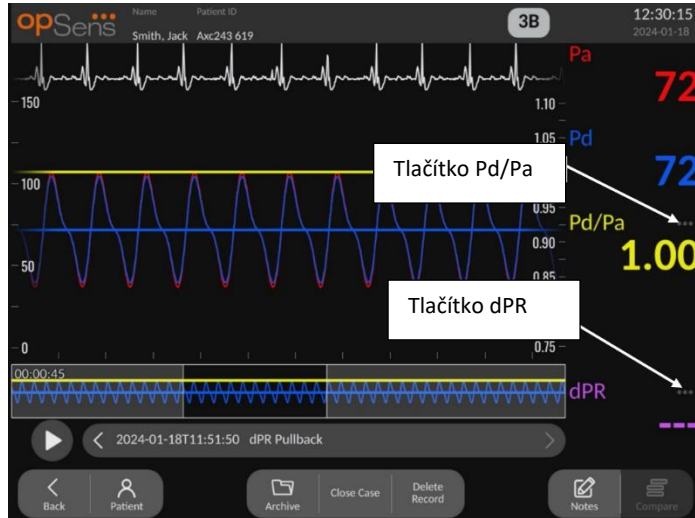 opSens
Name Patient ID
Smith, Jack Axc243 619
3B
12:30:15
2024-01-18
Pa
72
150
1.10
1.05
Pd
72
Tlačítko Pd/Pa
100
0.95
Pd/Pa
1.00
0.90
50
0.85
Tlačítko dPR
0
0.75
00:00:45
dPR
---
2024-01-18T11:51:50 dPR Pullback
Back
Patient
Archive
Close Case
Delete
Record
Notes
Compare